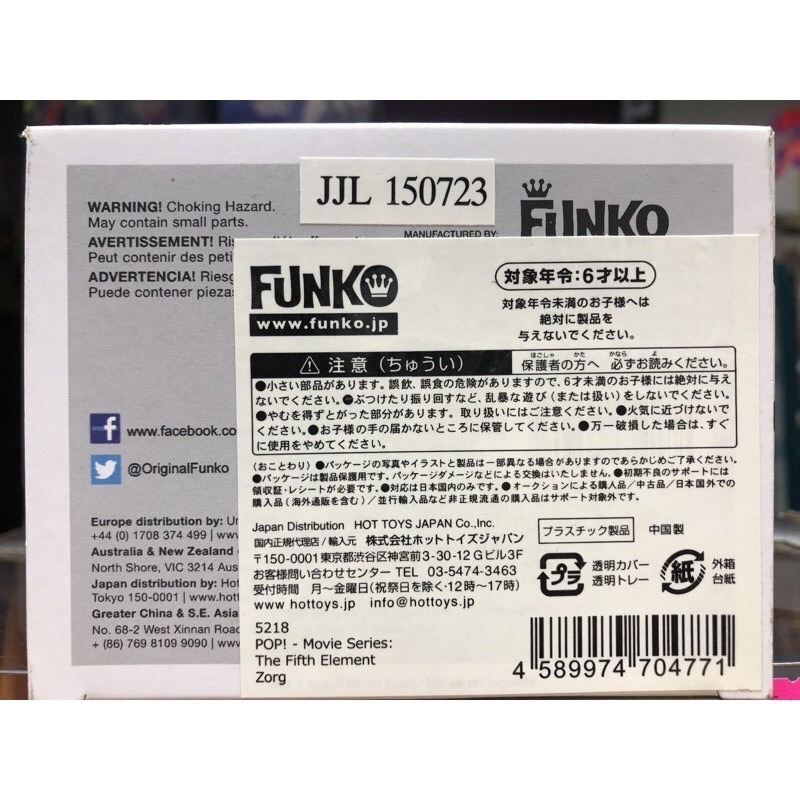 JJL 150723
WARNING! Choking Hazard.
May contain small parts.
AVERTISSEMENT!
Peut contenir des peti
ADVERTENCIA! Riesg
Puede contener piezas
MANUFACTURED BY:
FUNKO
www.facebook.co
@OriginalFunko
Europe distribution by: Un
+44 (0) 1708 374 499 | www
Australia & New Zealand
North Shore, VIC 3214 Aust
Japan distribution by: Hot
Tokyo 150-0001 | www.hott
Greater China & S.E. Asia
No. 68-2 West Xinnan Road
+ (86) 769 8109 9090 | www
FUNKO
www.funko.jp
対象年令:6才以上
対象年令未満のお子様へは
絶対に製品を
与えないでください。
⚠注意(ちゅうい)
保護者の方へ 必ずお読みください。
ほごしゃ かた かなら よ
●小さい部品があります。誤飲、誤食の危険がありますので、6才未満のお子様には絶対に与え
ないでください。●ぶつけたり振り回すなど、乱暴な遊び(または扱い)をしないでください。
●やむを得ずとがった部分があります。取り扱いにはご注意ください。●火気に近づけないで
ください。●お子様の手の届かないところに保管してください。●万一破損した場合は、すぐ
に使用をやめてください。
(おことわり)●パッケージの写真やイラストと製品は一部異なる場合がありますのであらかじめご了承ください。
●パッケージは製品保護用です。パッケージダメージなどによる交換はいたしません。●初期不良のサポートには
領収証・レシートが必要です。●対応は日本国内のみです。●オークションによる購入品/中古品/日本国外での
購入品(海外通販を含む)/並行輸入品など非正規流通の購入品はサポート対象外です。
Japan Distribution HOT TOYS JAPAN Co.,Inc.
国内正規代理店/輸入元 株式会社ホットトイズジャパン
〒150-0001東京都渋谷区神宮前3-30-12Gビル3F
お客様問い合わせセンター TEL 03-5474-3463
受付時間 月~金曜日(祝祭日を除く・12時~17時)
www.hottoys.jp info@hottoys.jp
プラスチック製品
中国製
プラ
透明カバー
透明トレー
紙
外箱
台紙
5218
POP! - Movie Series:
The Fifth Element
Zorg
4 589974 704771